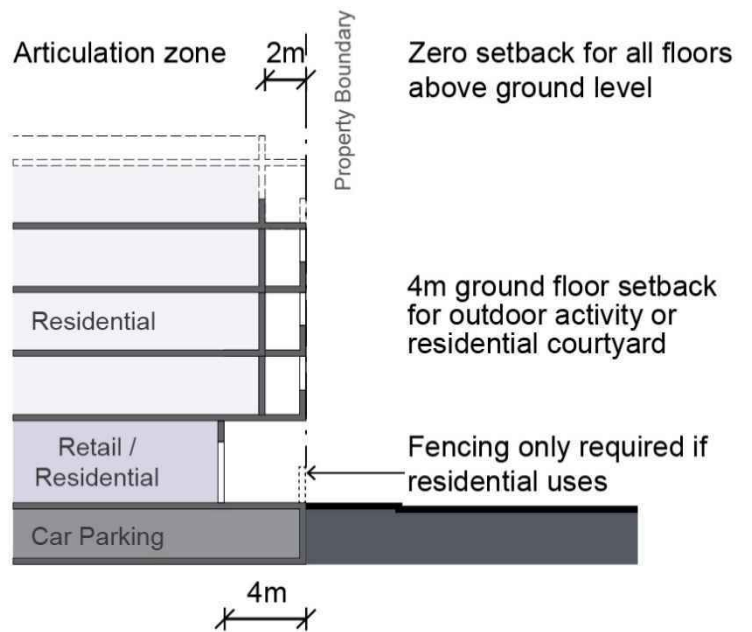 Articulation zone
2m
Property Boundary
Zero setback for all floors
above ground level
Residential
4m ground floor setback
for outdoor activity or
residential courtyard
Retail /
Residential
Fencing only required if
residential uses
Car Parking
4m